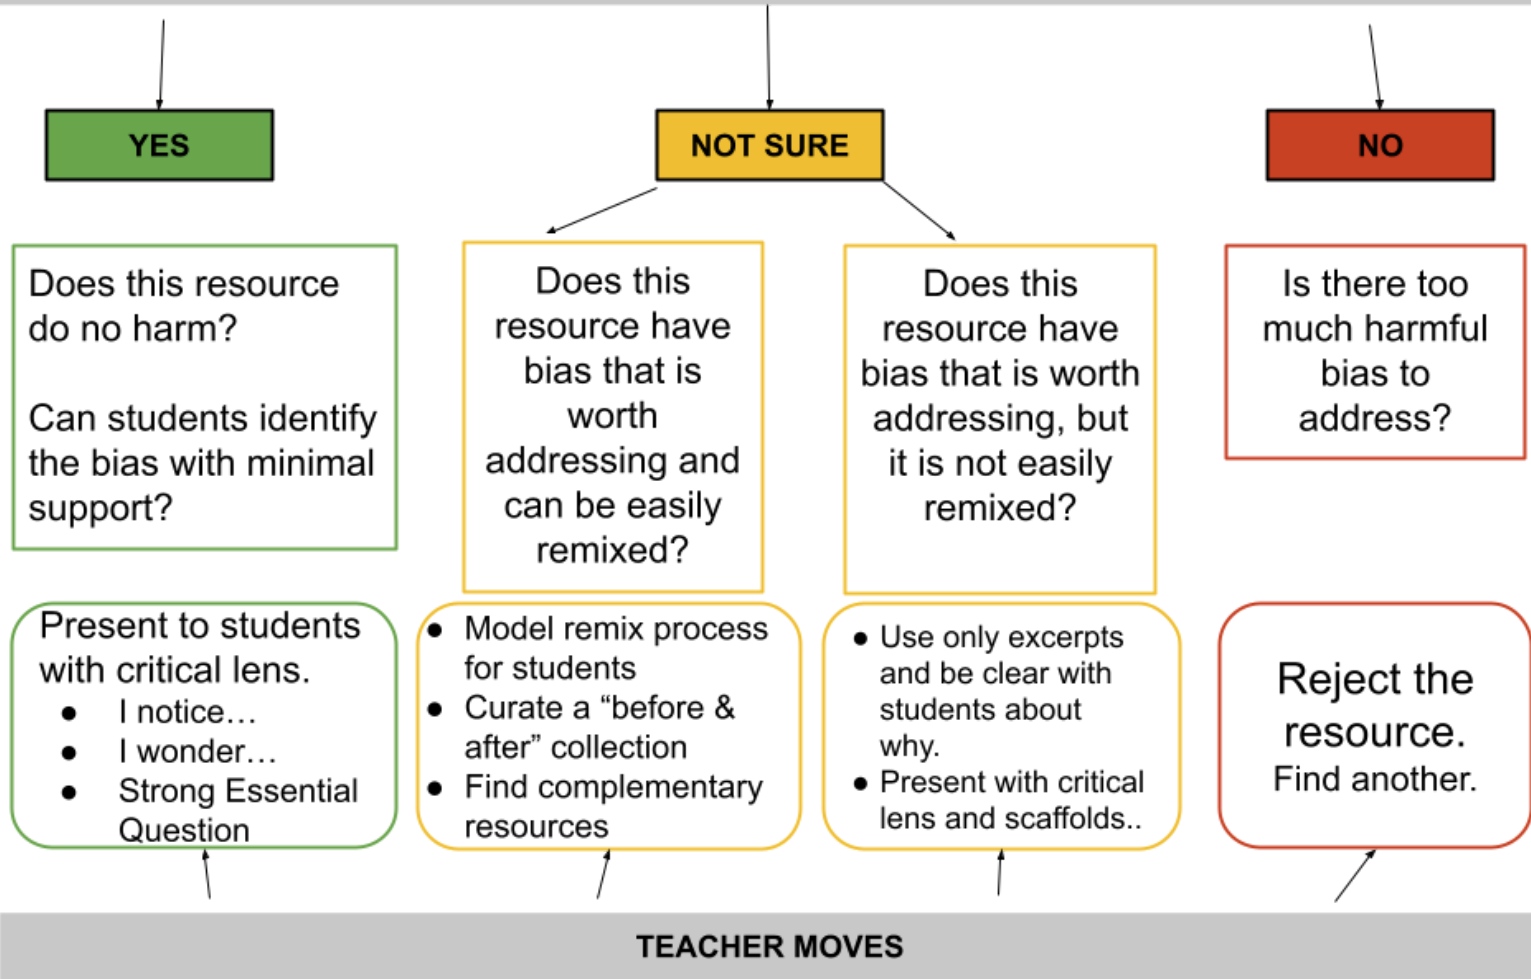 YES
NOT SURE
NO
Does this resource
do no harm?
Can students identify
the bias with minimal
support?
Does this
resource have
bias that is
worth
addressing and
can be easily
remixed?
Does this
resource have
bias that is worth
addressing, but
it is not easily
remixed?
Is there too
much harmful
bias to
address?
Present to students
with critical lens.
● I notice…
● I wonder…
● Strong Essential
Question
● Model remix process
for students
● Curate a “before &
after” collection
● Find complementary
resources
● Use only excerpts
and be clear with
students about
why.
● Present with critical
lens and scaffolds..
Reject the
resource.
Find another.
TEACHER MOVES